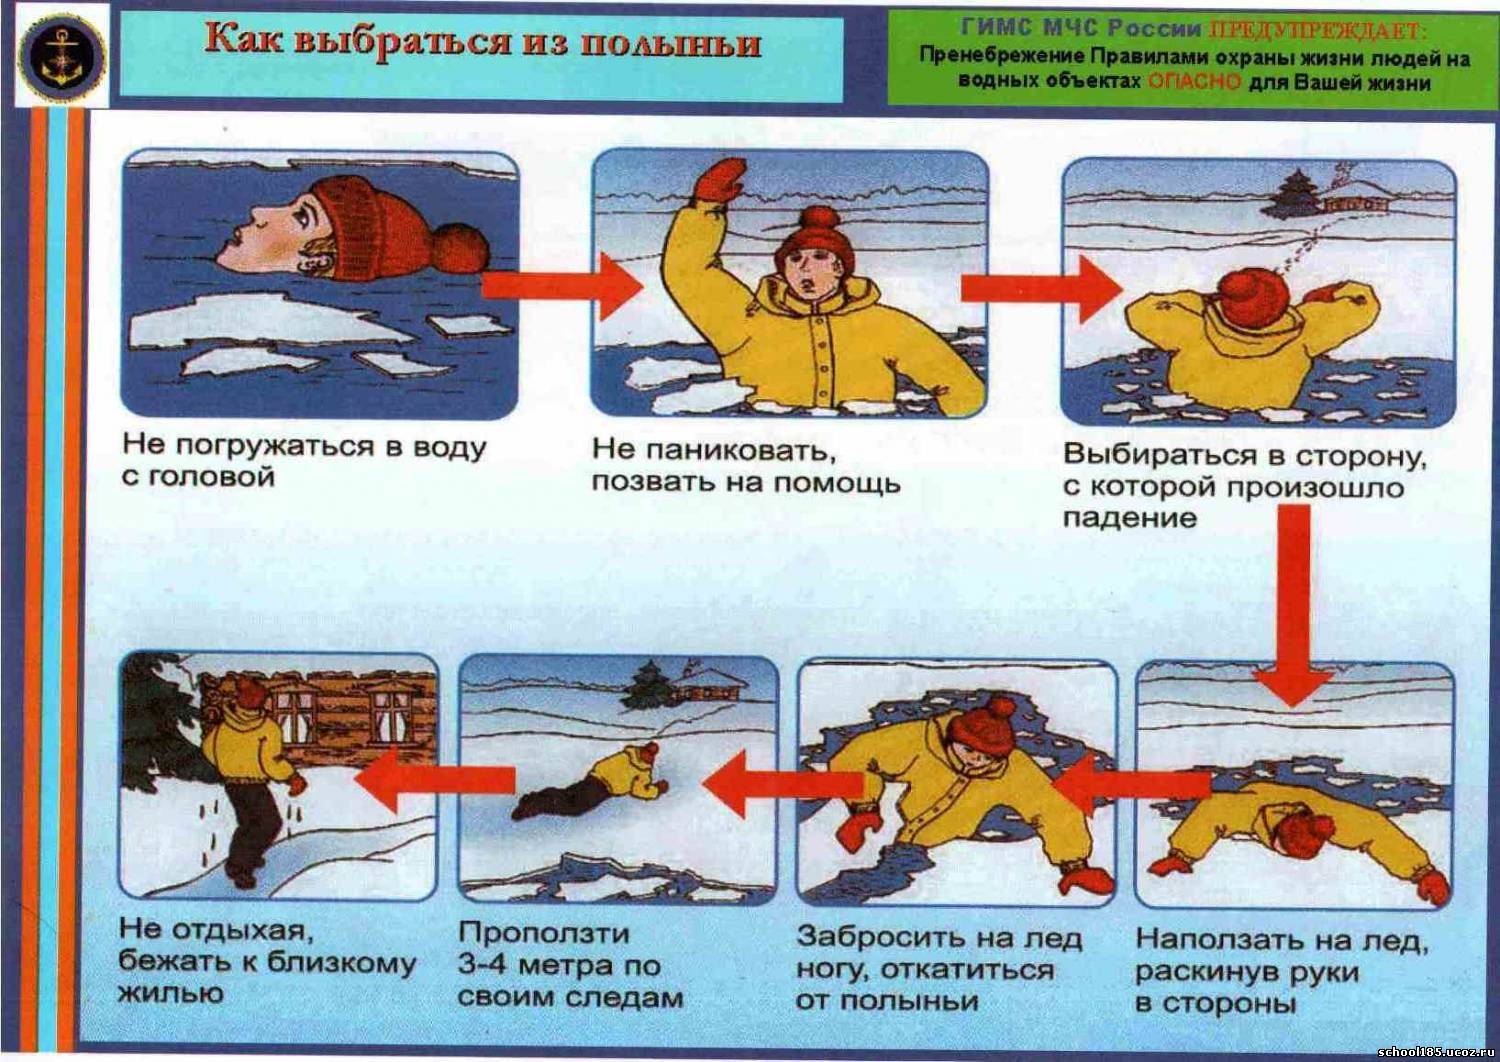 Как выбраться из полыньи
ГИМС МЧС России ПРЕДУПРЕЖДАЕТ:
Пренебрежение Правилами охраны жизни людей на
водных объектах ОПАСНО для Вашей жизни
Не погружаться в воду
с головой
Не паниковать,
позвать на помощь
Выбираться в сторону,
с которой произошло
падение
Наползать на лед,
раскинув руки
в стороны
Забросить на лед
ногу, откатиться
от полыньи
Проползти
3-4 метра по
своим следам
Не отдыхая,
бежать к близкому
жилью
school185.ucoz.ru